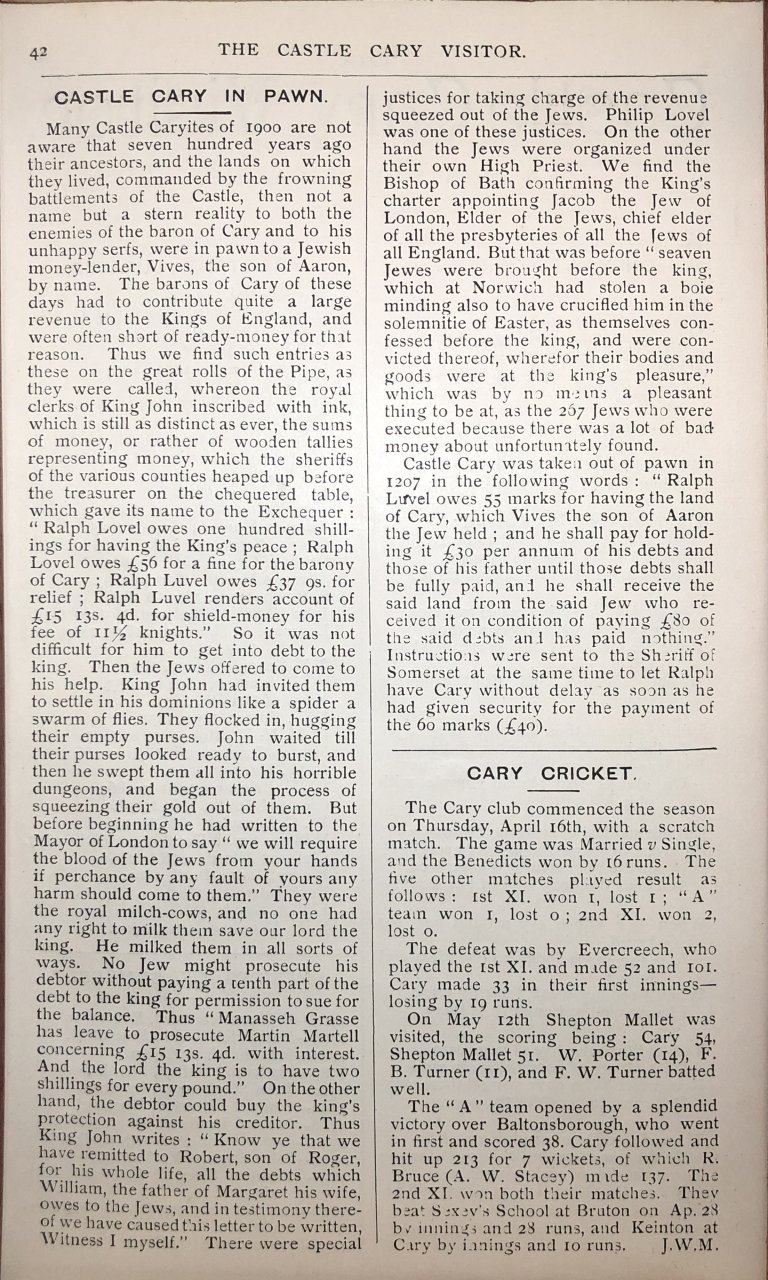 42
THE CASTLE CARY VISITOR.
CASTLE CARY IN PAWN.
Many Castle Caryites of 1900 are not
aware that seven hundred years ago
their ancestors, and the lands on which
they lived, commanded by the frowning
battlements of the Castle, then not a
name but a stern reality to both the
enemies of the baron of Cary and to his
unhappy serfs, were in pawn to a Jewish
money-lender, Vives, the son of Aaron,
by name. The barons of Cary of these
days had to contribute quite a large
revenue to the Kings of England, and
were often short of ready-money for that
reason. Thus we find such entries as
these on the great rolls of the Pipe, as
they were called, whereon the royal
clerks of King John inscribed with ink,
which is still as distinct as ever, the sums
of money, or rather of wooden tallies
representing money, which the sheriffs
of the various counties heaped up before
the treasurer on the chequered table,
which gave its name to the Exchequer :
" Ralph Lovel owes one hundred shill-
ings for having the King's peace ; Ralph
Lovel owes £56 for a fine for the barony
of Cary ; Ralph Luvel owes £37 9s. for
relief ; Ralph Luvel renders account of
£15 13s. 4d. for shield-money for his
fee of 11½ knights." So it was not
difficult for him to get into debt to the
king. Then the Jews offered to come to
his help. King John had invited them
to settle in his dominions like a spider a
swarm of flies. They flocked in, hugging
their empty purses. John waited till
their purses looked ready to burst, and
then he swept them all into his horrible
dungeons, and began the process of
squeezing their gold out of them. But
before beginning he had written to the
Mayor of London to say " we will require
the blood of the Jews from your hands
if perchance by any fault of yours any
harm should come to them." They were
the royal milch-cows, and no one had
any right to milk them save our lord the
king. He milked them in all sorts of
ways. No Jew might prosecute his
debtor without paying a tenth part of the
debt to the king for permission to sue for
the balance. Thus " Manasseh Grasse
has leave to prosecute Martin Martell
concerning £15 13s. 4d. with interest.
And the lord the king is to have two
shillings for every pound." On the other
hand, the debtor could buy the king's
protection against his creditor. Thus
King John writes : " Know ye that we
have remitted to Robert, son of Roger,
for his whole life, all the debts which
William, the father of Margaret his wife,
owes to the Jews, and in testimony there-
of we have caused this letter to be written,
Witness I myself." There were special
justices for taking charge of the revenue
squeezed out of the Jews. Philip Lovel
was one of these justices. On the other
hand the Jews were organized under
their own High Priest. We find the
Bishop of Bath confirming the King's
charter appointing Jacob the Jew of
London, Elder of the Jews, chief elder
of all the presbyteries of all the Jews of
all England. But that was before " seaven
Jewes were brought before the king,
which at Norwich had stolen a boie
minding also to have crucified him in the
solemnitie of Easter, as themselves con-
fessed before the king, and were con-
victed thereof, wherefor their bodies and
goods were at the king's pleasure,"
which was by no means a pleasant
thing to be at, as the 267 Jews who were
executed because there was a lot of bad
money about unfortunately found.
Castle Cary was taken out of pawn in
1207 in the following words : " Ralph
Luvel owes 55 marks for having the land
of Cary, which Vives the son of Aaron
the Jew held ; and he shall pay for hold-
ing it £30 per annum of his debts and
those of his father until those debts shall
be fully paid, and he shall receive the
said land from the said Jew who re-
ceived it on condition of paying £80 of
the said debts and has paid nothing."
Instructions were sent to the Sheriff of
Somerset at the same time to let Ralph
have Cary without delay as soon as he
had given security for the payment of
the 60 marks (£40).
CARY CRICKET.
The Cary club commenced the season
on Thursday, April 16th, with a scratch
match. The game was Married v Single,
and the Benedicts won by 16 runs. The
five other matches played result as
follows : 1st XI. won 1, lost 1 ; " A "
team won 1, lost 0 ; 2nd XI. won 2,
lost 0.
The defeat was by Evercreech, who
played the 1st XI. and made 52 and 101.
Cary made 33 in their first innings—
losing by 19 runs.
On May 12th Shepton Mallet was
visited, the scoring being : Cary 54,
Shepton Mallet 51. W. Porter (14), F.
B. Turner (11), and F. W. Turner batted
well.
The " A " team opened by a splendid
victory over Baltonsborough, who went
in first and scored 38. Cary followed and
hit up 213 for 7 wickets, of which R.
Bruce (A. W. Stacey) made 137. The
2nd XI. won both their matches. They
beat Sexey's School at Bruton on Ap. 28
by innings and 28 runs, and Keinton at
Cary by innings and 10 runs. J.W.M.